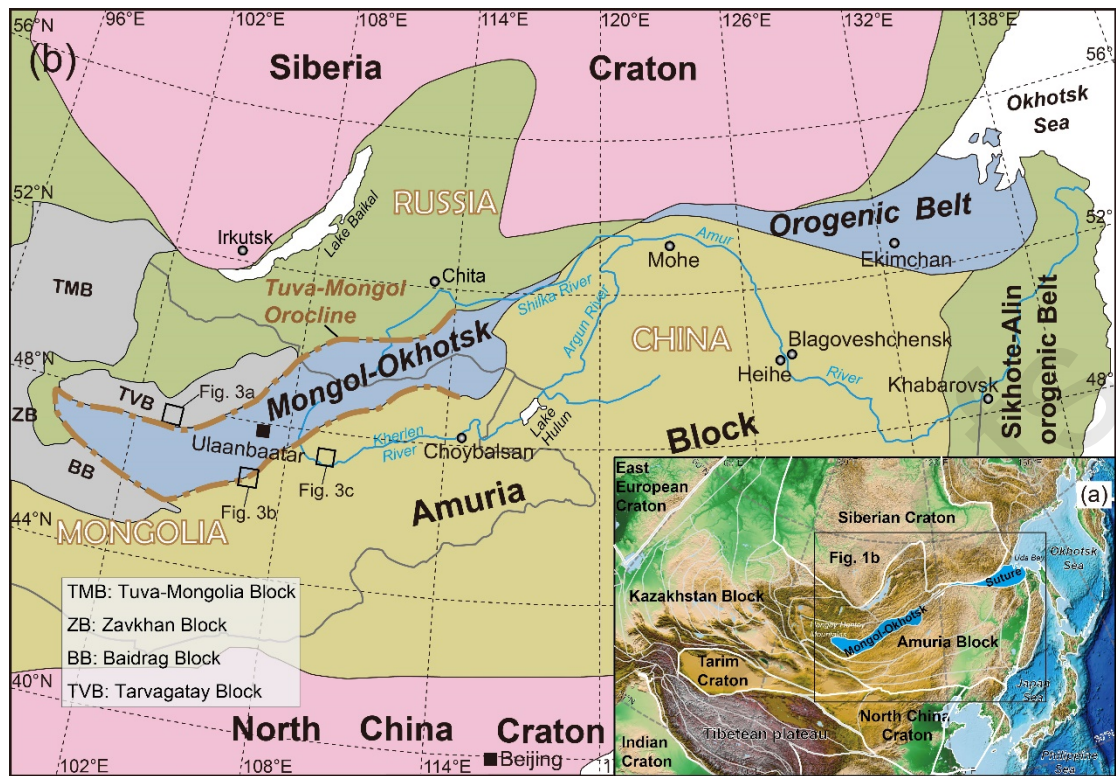 96°E
102°E
108°E
114°E
120°E
126°E
132°E
138°E
56°N
(b)
Siberia Craton
56°N
Okhotsk
Sea
52°N
RUSSIA
Lake Baikal
Irkutsk
Orogenic Belt
52°N
TMB
Chita
Mohe
Amur
Ekimchan
Tuva-Mongol
Orocline
Shilka River
Argun River
CHINA
Blagoveshchensk
Heihe
River
Khabarovsk
Sikhote-Alin
orogenic Belt
48°N
48°N
Mongol-Okhotsk
TVB
Fig. 3a
ZB
Ulaanbaatar
Kherlen
River
Choybalsan
Lake
Hulun
Block
BB
Fig. 3b
Fig. 3c
Amuria
44°N
MONGOLIA
TMB: Tuva-Mongolia Block
ZB: Zavkhan Block
BB: Baidrag Block
TVB: Tarvagatay Block
40°N
North China Craton
Beijing
102°E
108°E
114°E
120°E
(a)
East
European
Craton
Siberian Craton
Fig. 1b
Uda Bay
Okhotsk
Sea
Suture
Kazakhstan Block
Mongol-Okhotsk
Amuria Block
Tarim
Craton
Japan
Sea
North China
Craton
Tibetean plateau
Indian
Craton
Philippine
Sea